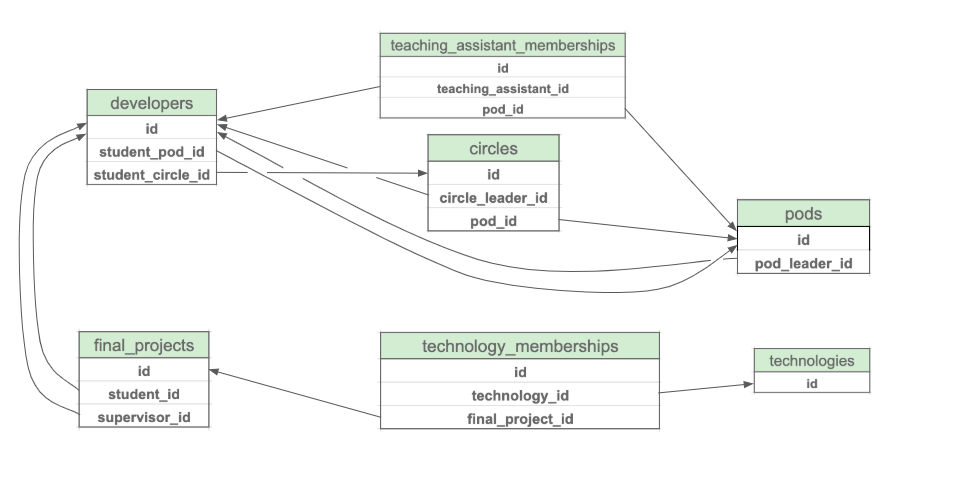 teaching_assistant_memberships
id
teaching_assistant_id
pod_id
developers
id
student_pod_id
student_circle_id
circles
id
circle_leader_id
pod_id
pods
id
pod_leader_id
final_projects
id
student_id
supervisor_id
technology_memberships
id
technology_id
final_project_id
technologies
id